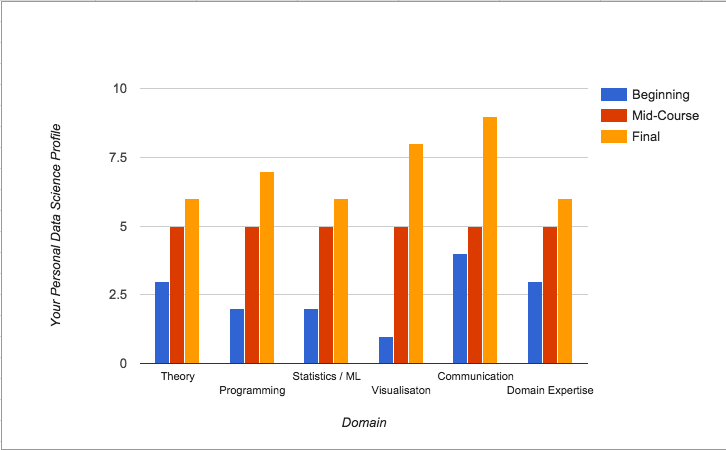 Your Personal Data Science Profile
10
7.5
5
2.5
0
Beginning
Mid-Course
Final
Theory
Programming
Statistics / ML
Visualisaton
Communication
Domain Expertise
Domain